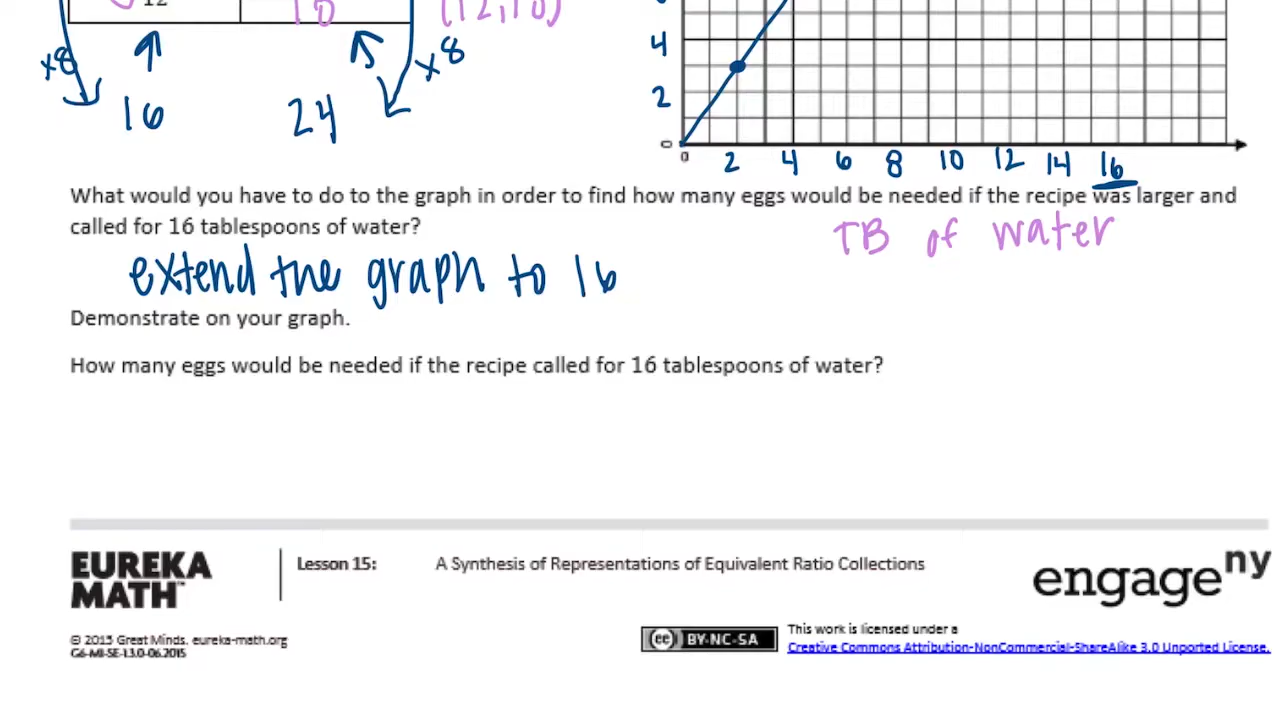 12 18 (12,18)
4
×8 ×8
2
16 24
0
0 2 4 6 8 10 12 14 16
What would you have to do to the graph in order to find how many eggs would be needed if the recipe was larger and
called for 16 tablespoons of water?
TB of water
extend the graph to 16
Demonstrate on your graph.
How many eggs would be needed if the recipe called for 16 tablespoons of water?
EUREKA
MATH™
Lesson 15: A Synthesis of Representations of Equivalent Ratio Collections
engage ny
© 2015 Great Minds. eureka-math.org
G6-M1-SE-1.3.0-06.2015
cc BY-NC-SA
This work is licensed under a
Creative Commons Attribution-NonCommercial-ShareAlike 3.0 Unported License.